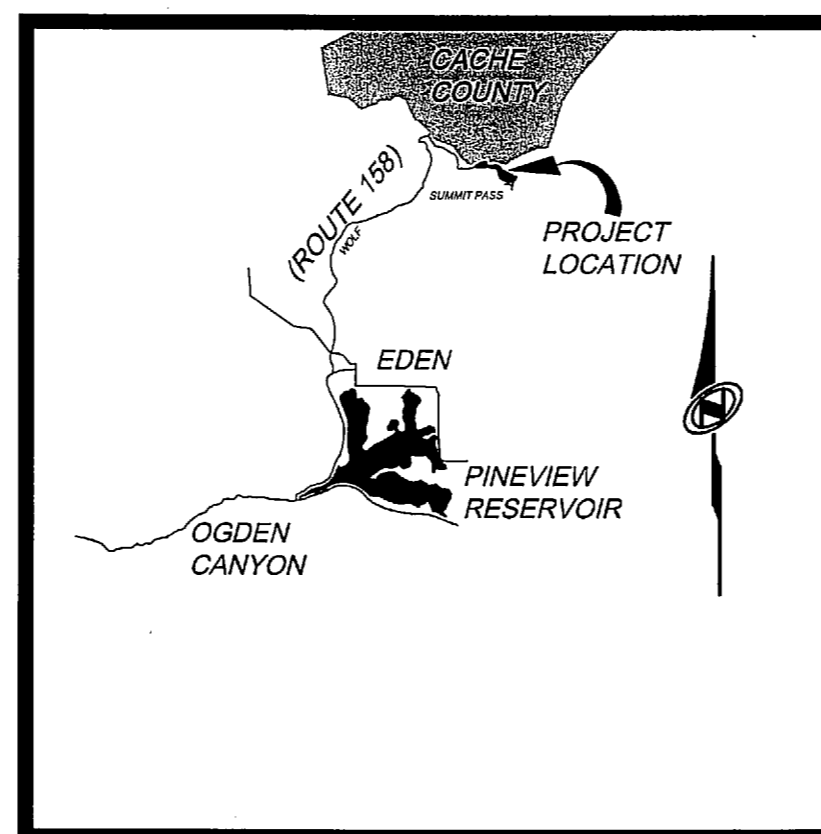 CACHE
COUNTY
(ROUTE 158)
WOLF
SUMMIT PASS
PROJECT
LOCATION
EDEN
N
PINEVIEW
RESERVOIR
OGDEN
CANYON